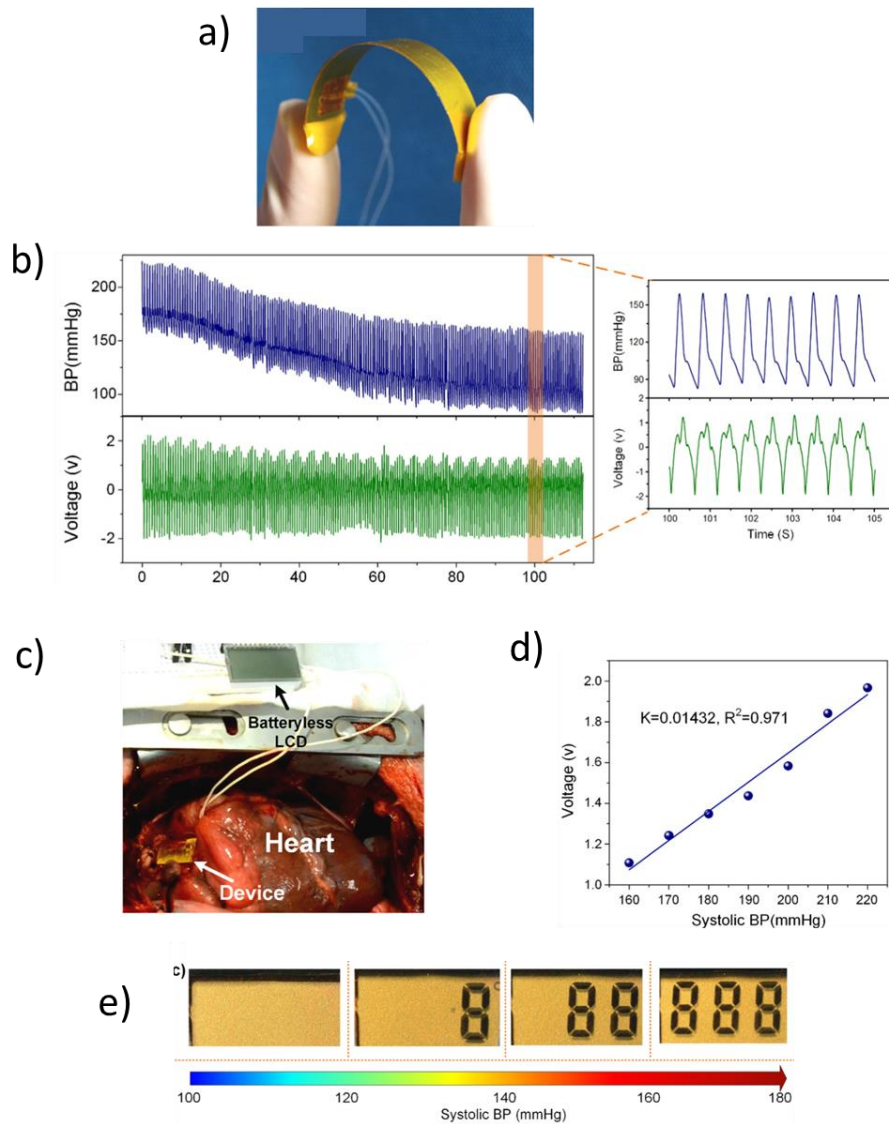 a)
b)
BP(mmHg)
200
150
100
Voltage (v)
2
0
-2
0 20 40 60 80 100
BP(mmHg)
150
120
90
Voltage (v)
2
1
0
-1
-2
100 101 102 103 104 105
Time (S)
c)
Batteryless
LCD
Heart
Device
d)
Voltage (v)
2.0
1.8
1.6
1.4
1.2
1.0
K=0.01432, R²=0.971
160 170 180 190 200 210 220
Systolic BP(mmHg)
e)
c)
8 88 888
100 120 140 160 180
Systolic BP (mmHg)